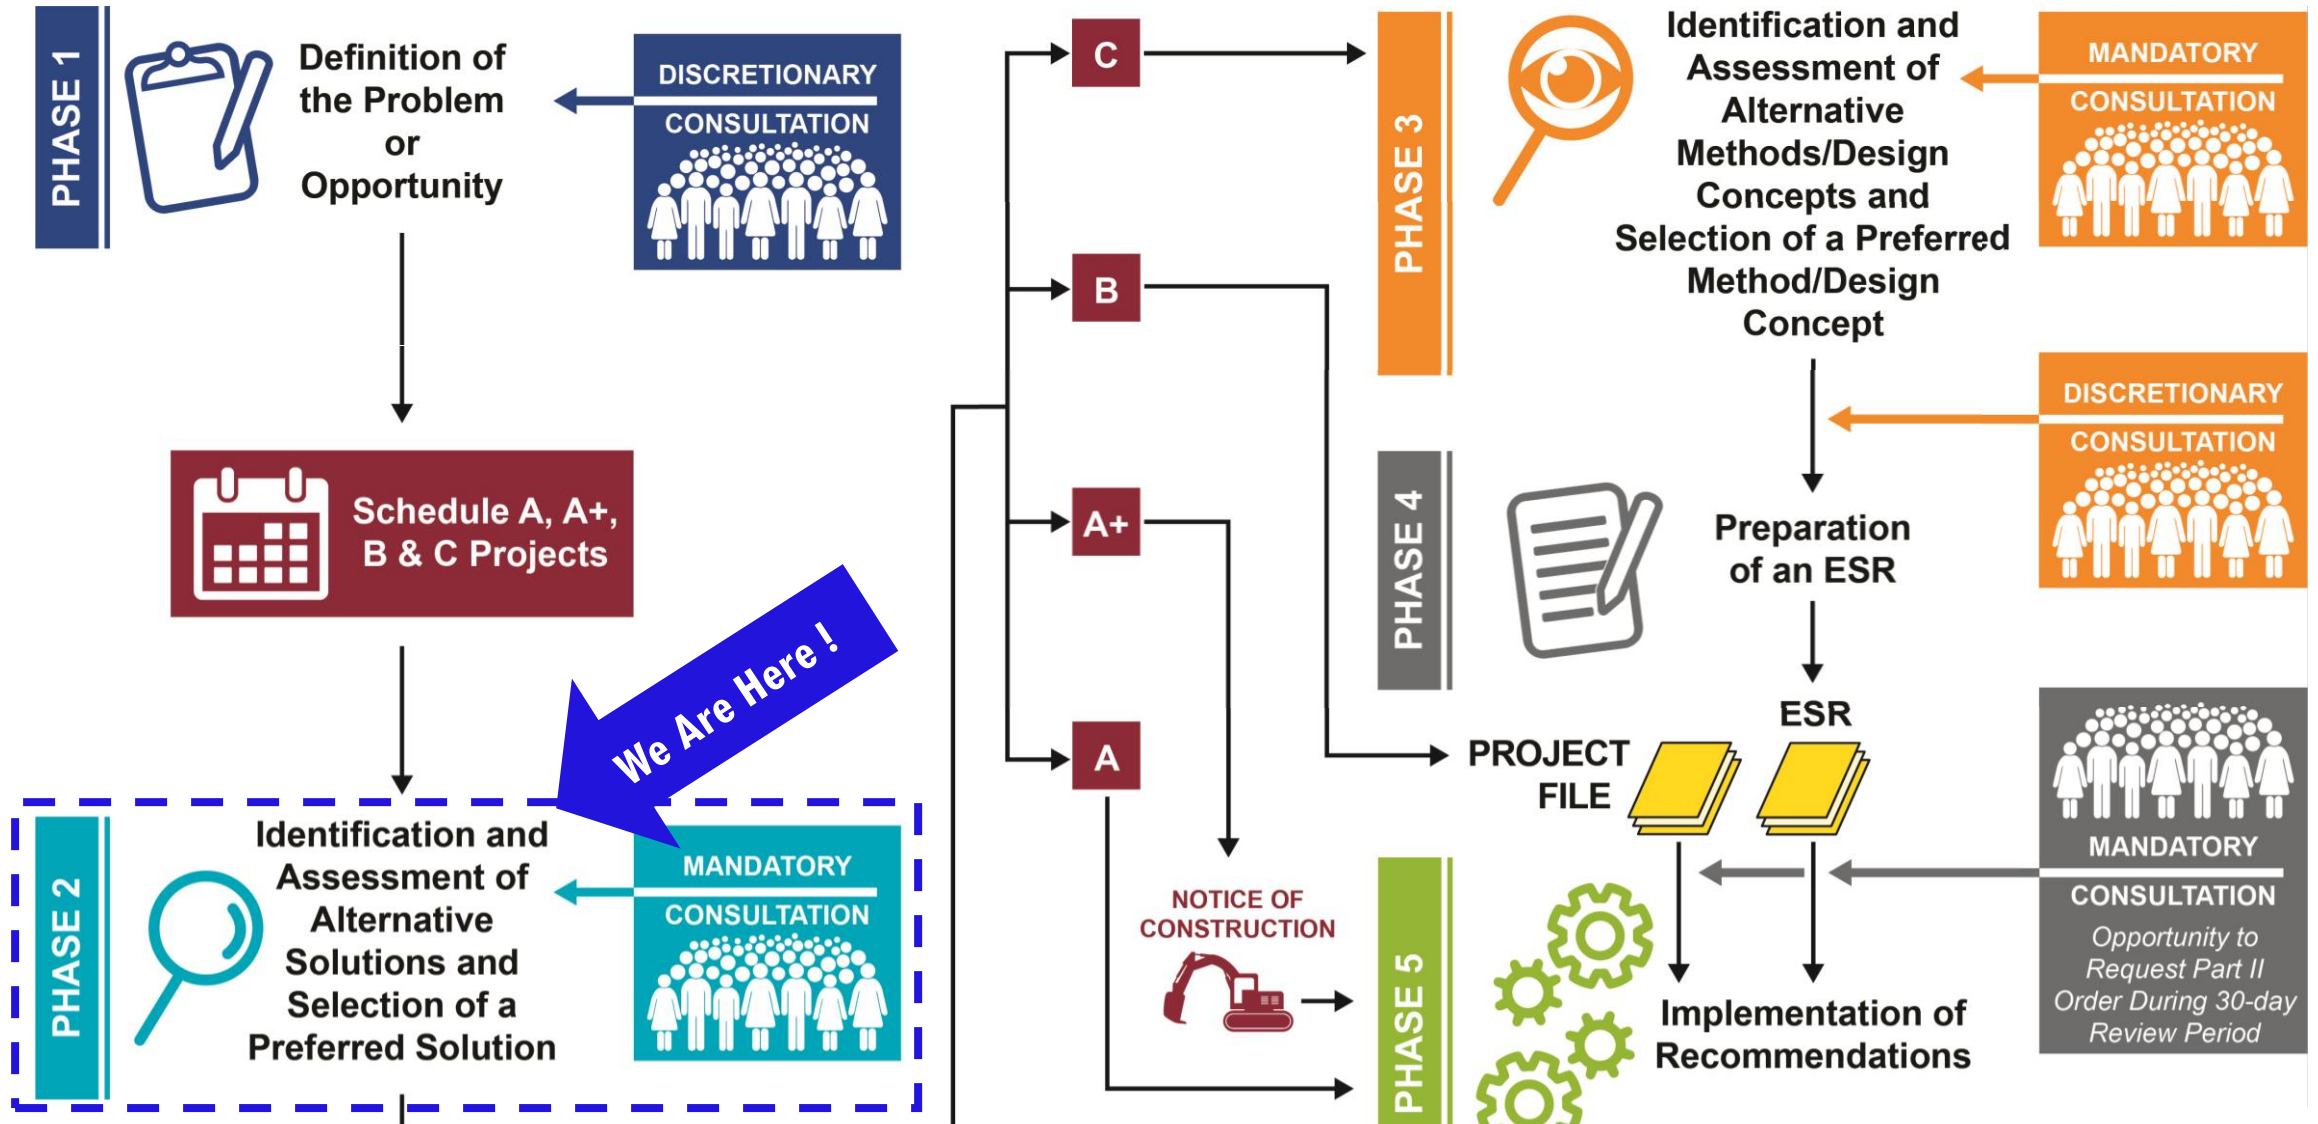 PHASE 1
Definition of
the Problem
or
Opportunity
DISCRETIONARY
CONSULTATION
Schedule A, A+,
B & C Projects
We Are Here !
PHASE 2
Identification and
Assessment of
Alternative
Solutions and
Selection of a
Preferred Solution
MANDATORY
CONSULTATION
C
B
A+
A
NOTICE OF
CONSTRUCTION
PHASE 3
Identification and
Assessment of
Alternative
Methods/Design
Concepts and
Selection of a Preferred
Method/Design
Concept
MANDATORY
CONSULTATION
DISCRETIONARY
CONSULTATION
PHASE 4
Preparation
of an ESR
ESR
PROJECT
FILE
MANDATORY
CONSULTATION
Opportunity to
Request Part II
Order During 30-day
Review Period
PHASE 5
Implementation of
Recommendations